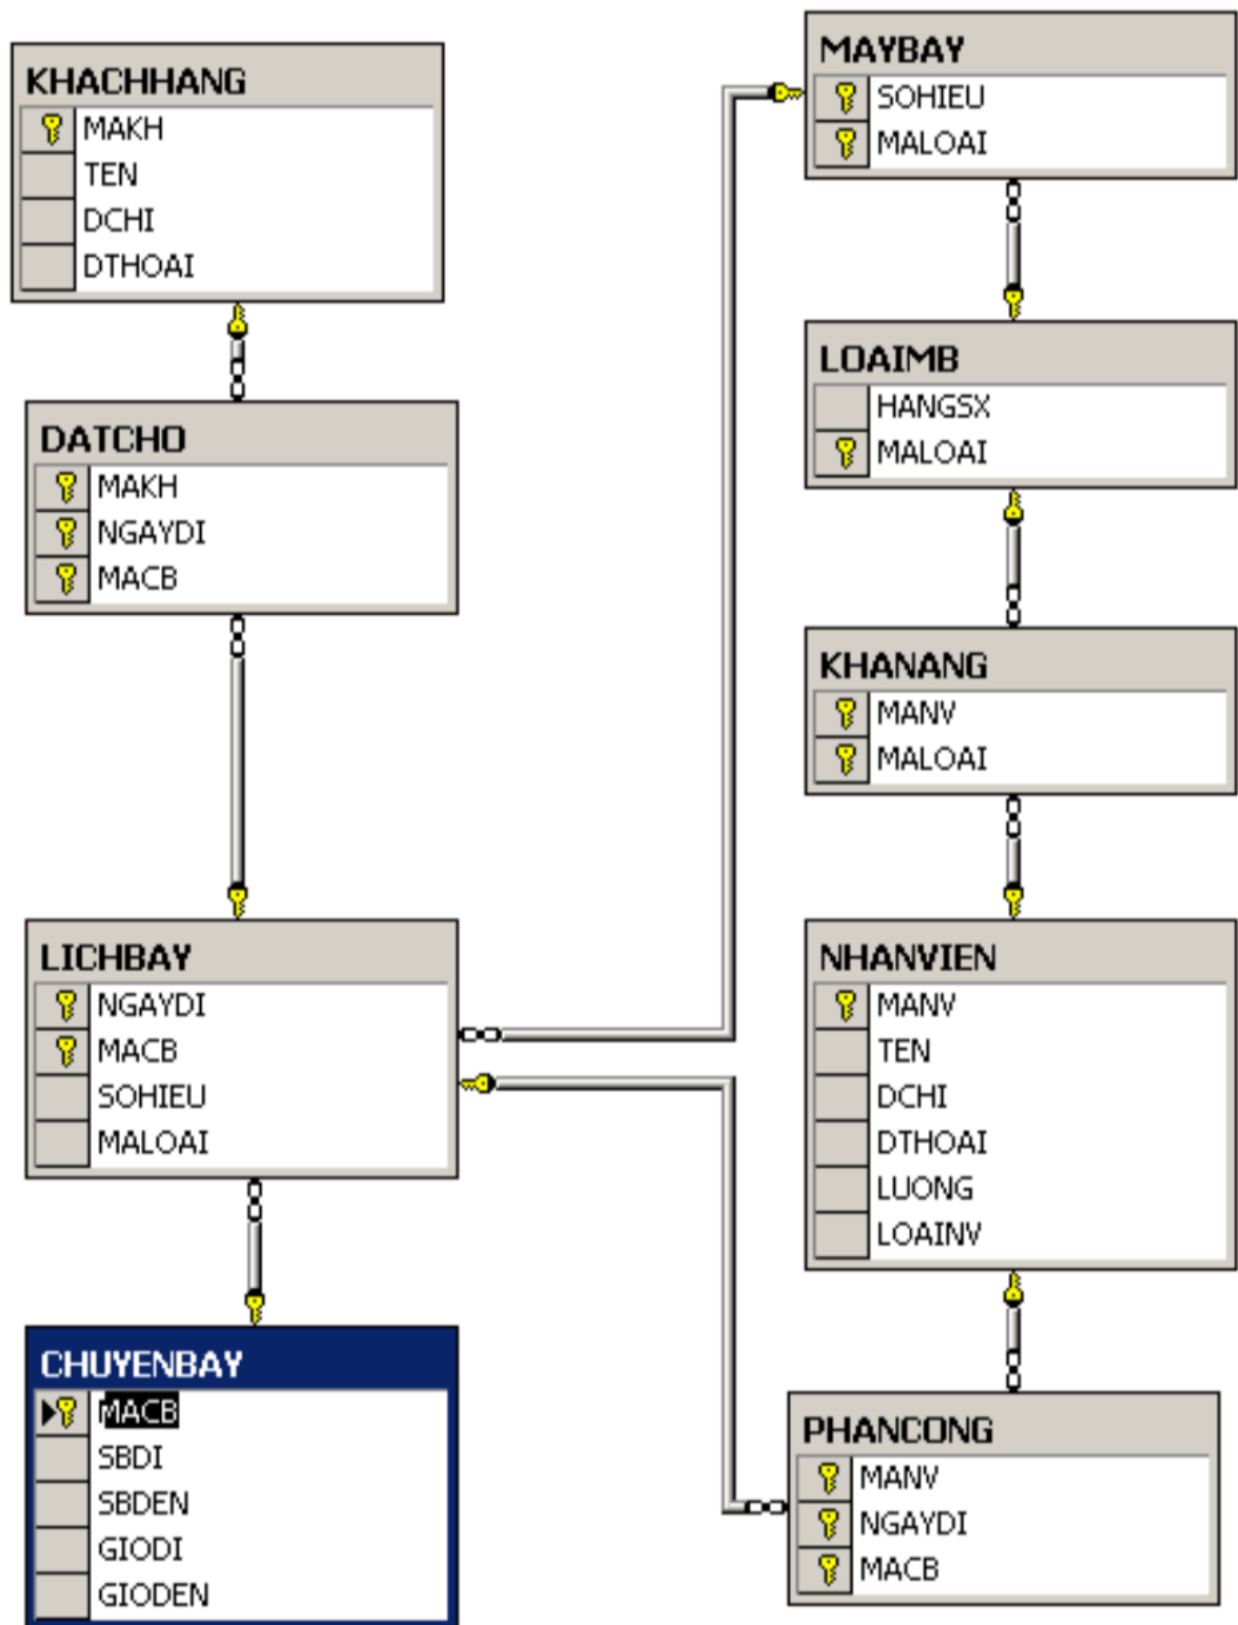 KHACHHANG
MAKH
TEN
DCHI
DTHOAI
DATCHO
MAKH
NGAYDI
MACB
LICHBAY
NGAYDI
MACB
SOHIEU
MALOAI
CHUYENBAY
MACB
SBDI
SBDEN
GIODI
GIODEN
MAYBAY
SOHIEU
MALOAI
LOAIMB
HANGSX
MALOAI
KHANANG
MANV
MALOAI
NHANVIEN
MANV
TEN
DCHI
DTHOAI
LUONG
LOAINV
PHANCONG
MANV
NGAYDI
MACB